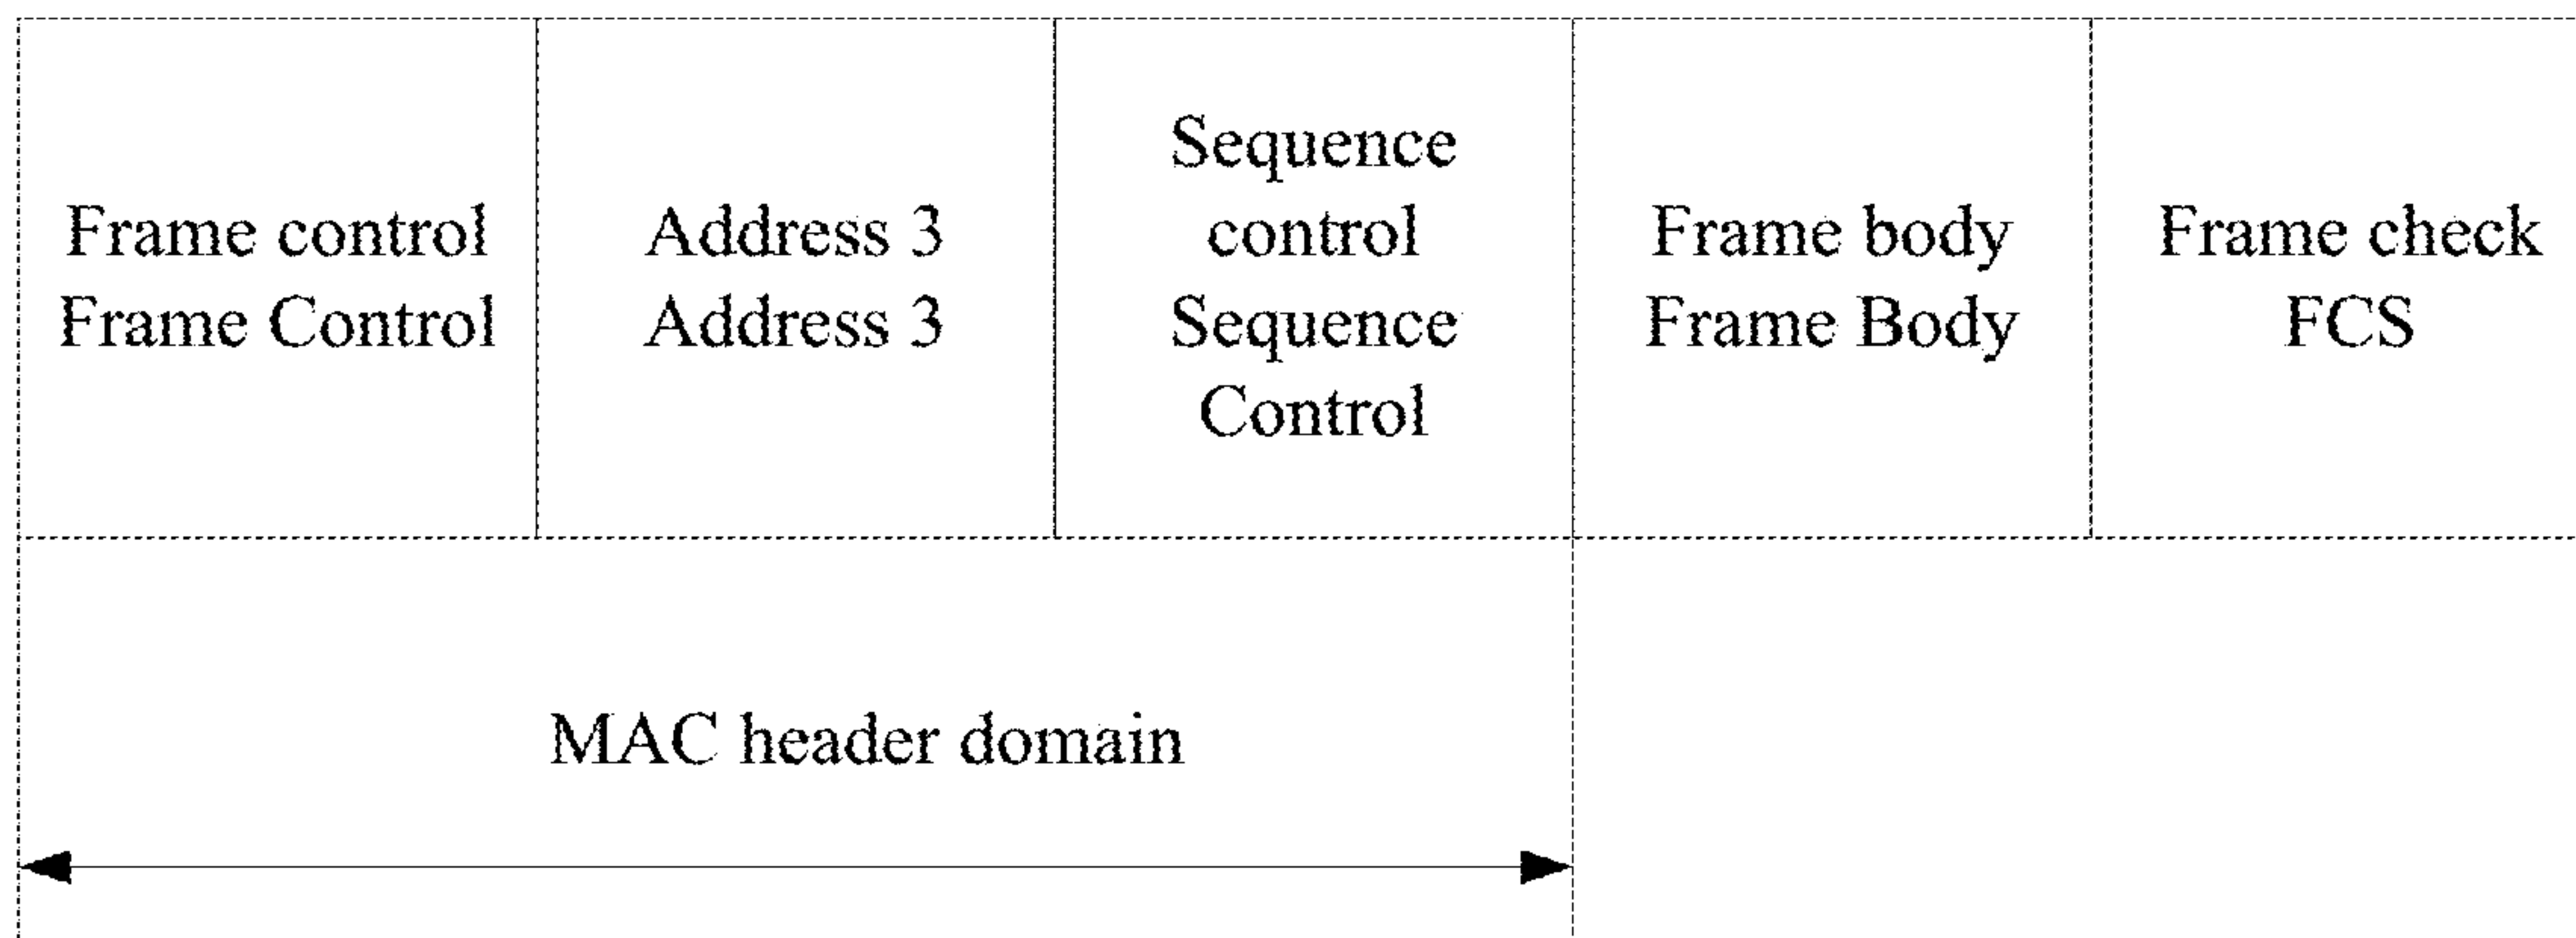 Frame control
Frame Control
Address 3
Address 3
Sequence
control
Sequence
Control
Frame body
Frame Body
Frame check
FCS
MAC header domain